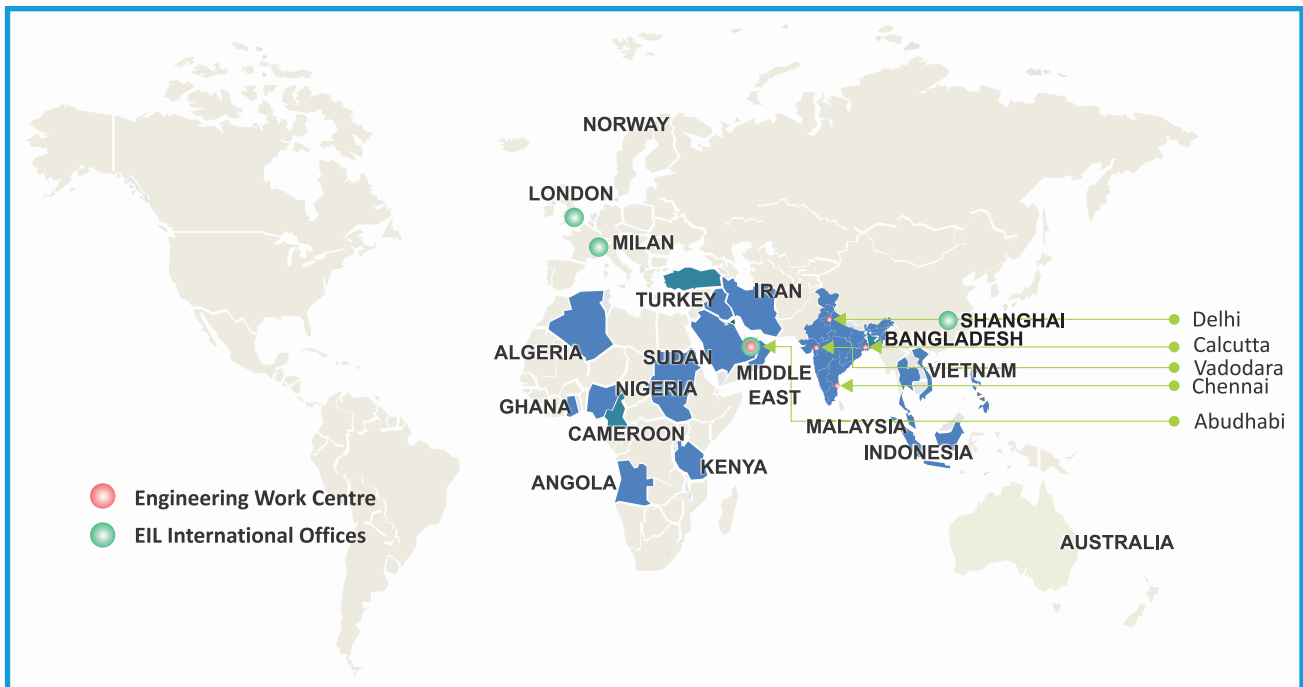 NORWAY
LONDON
MILAN
TURKEY
IRAN
SHANGHAI
Delhi
BANGLADESH
Calcutta
ALGERIA
SUDAN
MIDDLE
EAST
VIETNAM
Vadodara
Chennai
NIGERIA
GHANA
CAMEROON
MALAYSIA
Abudhabi
INDONESIA
KENYA
ANGOLA
Engineering Work Centre
EIL International Offices
AUSTRALIA